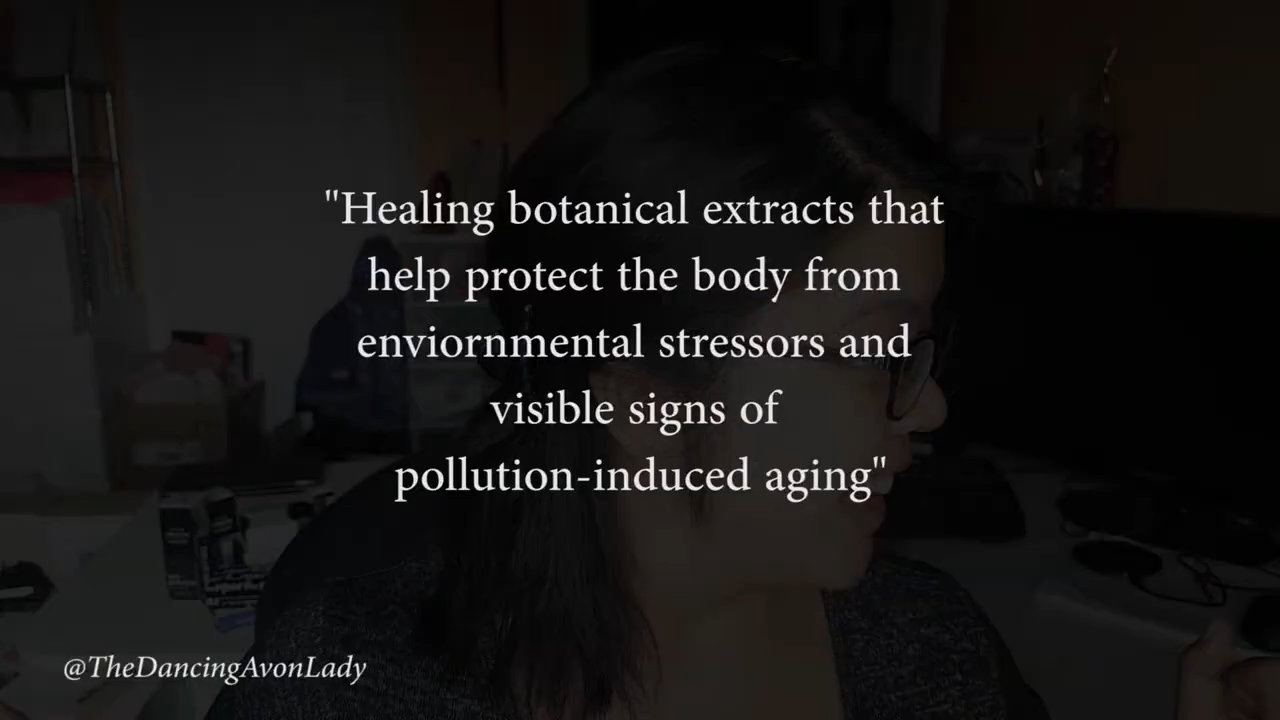 "Healing botanical extracts that
help protect the body from
enviornmental stressors and
visible signs of
pollution-induced aging"
@TheDancingAvonLady